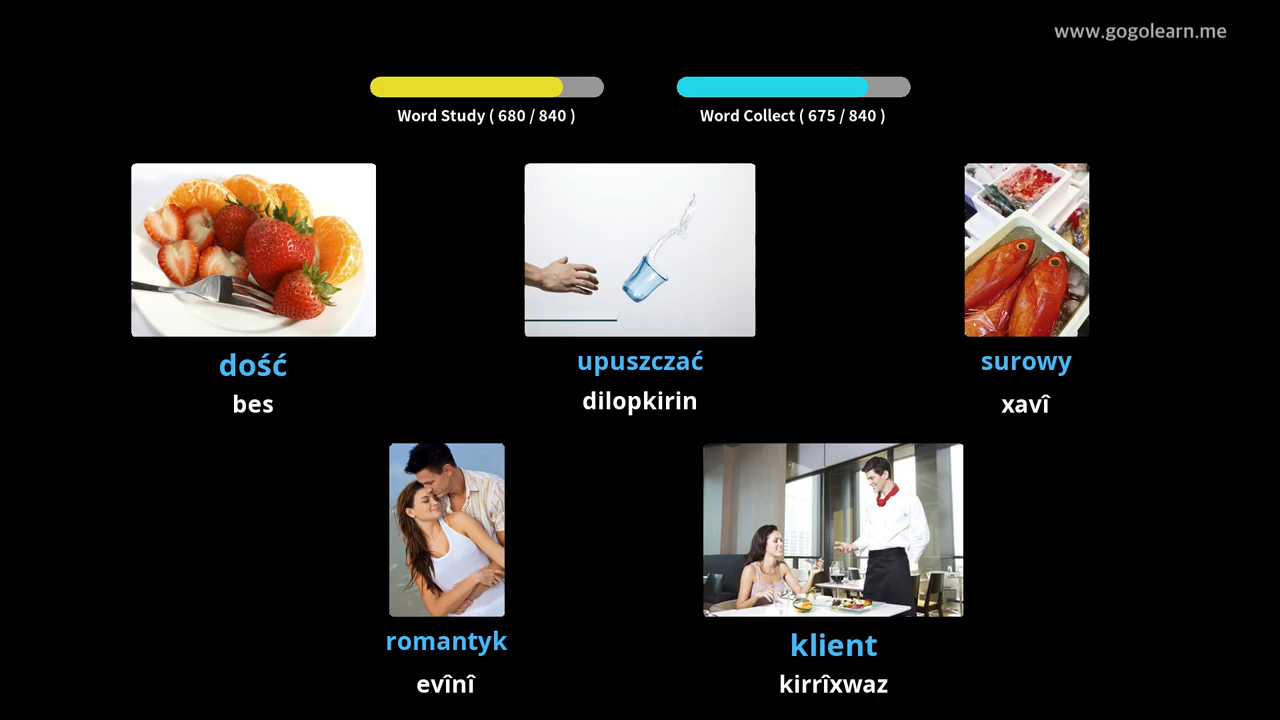 www.gogolearn.me
Word Study ( 680 / 840 )
Word Collect ( 675 / 840 )
dość
bes
upuszczać
dilopkirin
surowy
xavî
romantyk
evînî
klient
kirrîxwaz